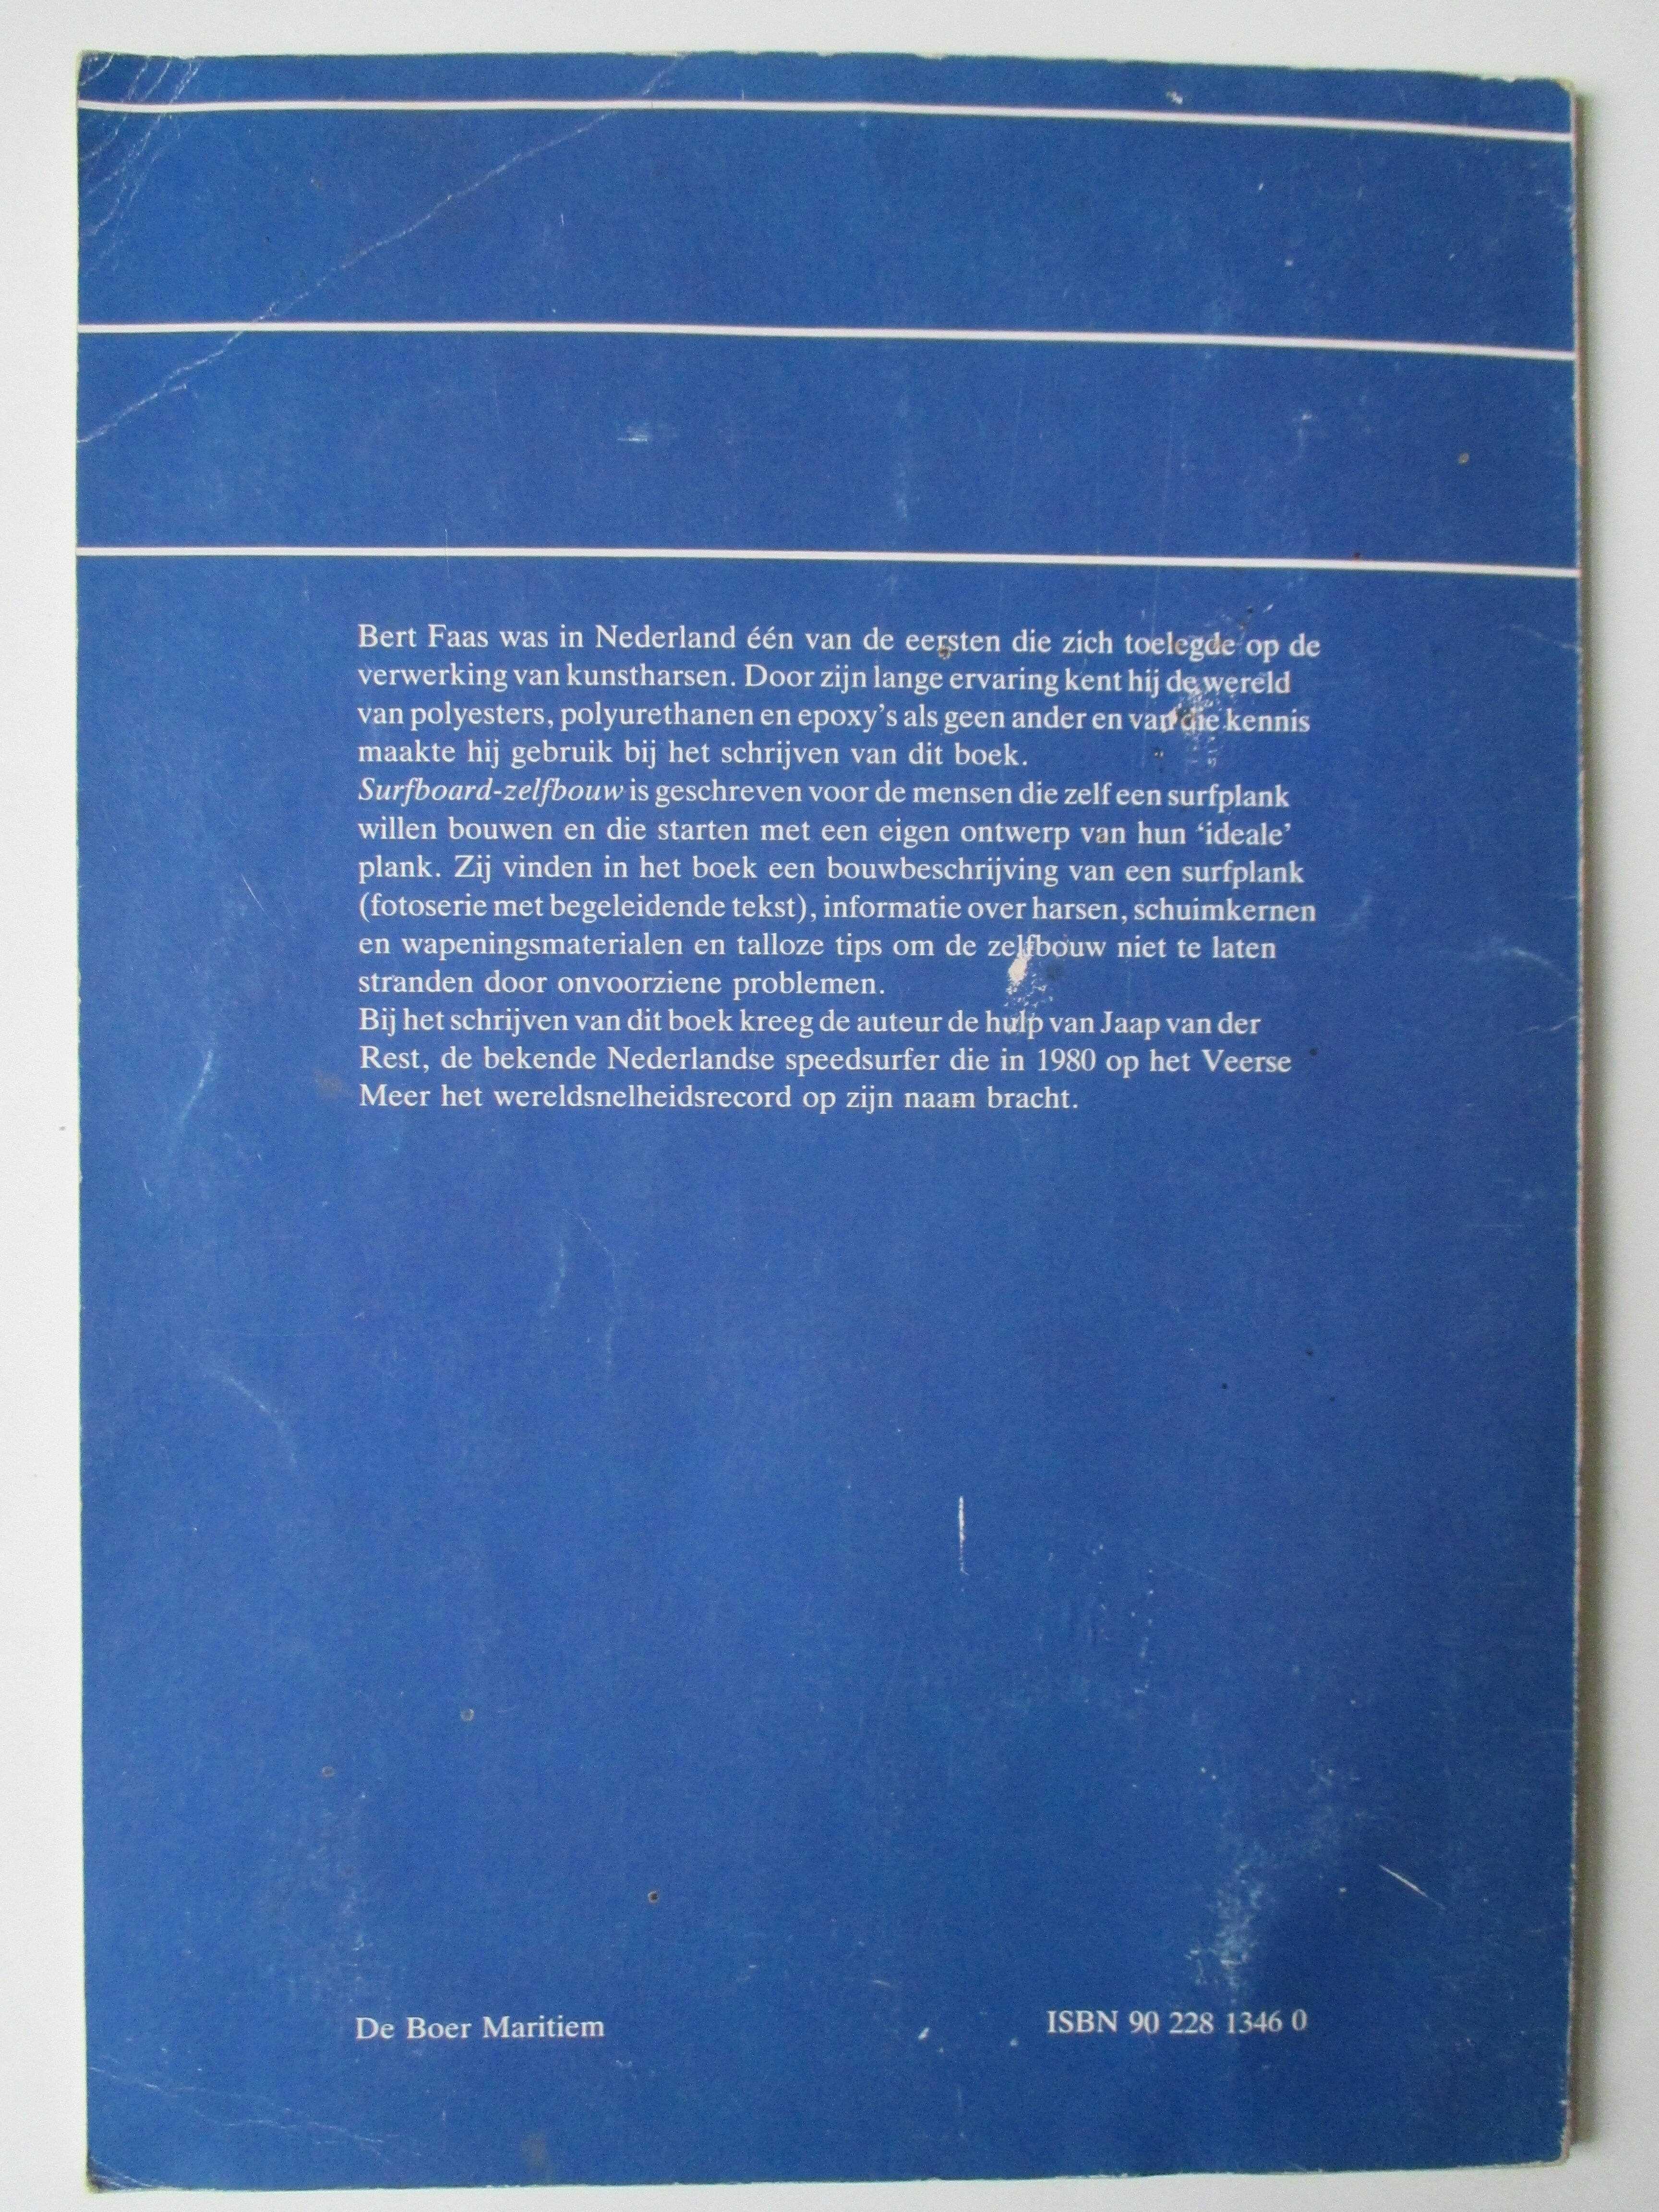 Bert Faas was in Nederland één van de eersten die zich toelegde op de
verwerking van kunstharsen. Door zijn lange ervaring kent hij de wereld
van polyesters, polyurethanen en epoxy's als geen ander en van die kennis
maakte hij gebruik bij het schrijven van dit boek.
Surfboard-zelfbouw is geschreven voor de mensen die zelf een surfplank
willen bouwen en die starten met een eigen ontwerp van hun ‘ideale’
plank. Zij vinden in het boek een bouwbeschrijving van een surfplank
(fotoserie met begeleidende tekst), informatie over harsen, schuimkernen
en wapeningsmaterialen en talloze tips om de zelfbouw niet te laten
stranden door onvoorziene problemen.
Bij het schrijven van dit boek kreeg de auteur de hulp van Jaap van der
Rest, de bekende Nederlandse speedsurfer die in 1980 op het Veerse
Meer het wereldsnelheidsrecord op zijn naam bracht.
De Boer Maritiem
ISBN 90 228 1346 0